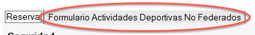 Reserva Formulario Actividades Deportivas No Federados